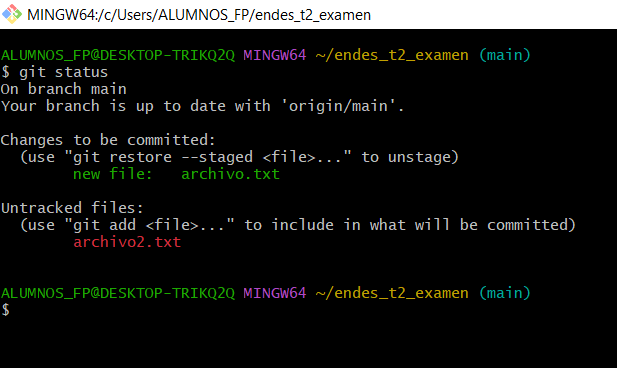 MINGW64:/c/Users/ALUMNOS_FP/endes_t2_examen
ALUMNOS_FP@DESKTOP-TRIKQ2Q MINGW64 ~/endes_t2_examen (main)
$ git status
On branch main
Your branch is up to date with 'origin/main'.
Changes to be committed:
  (use "git restore --staged <file>..." to unstage)
        new file:   archivo.txt
Untracked files:
  (use "git add <file>..." to include in what will be committed)
        archivo2.txt
ALUMNOS_FP@DESKTOP-TRIKQ2Q MINGW64 ~/endes_t2_examen (main)
$